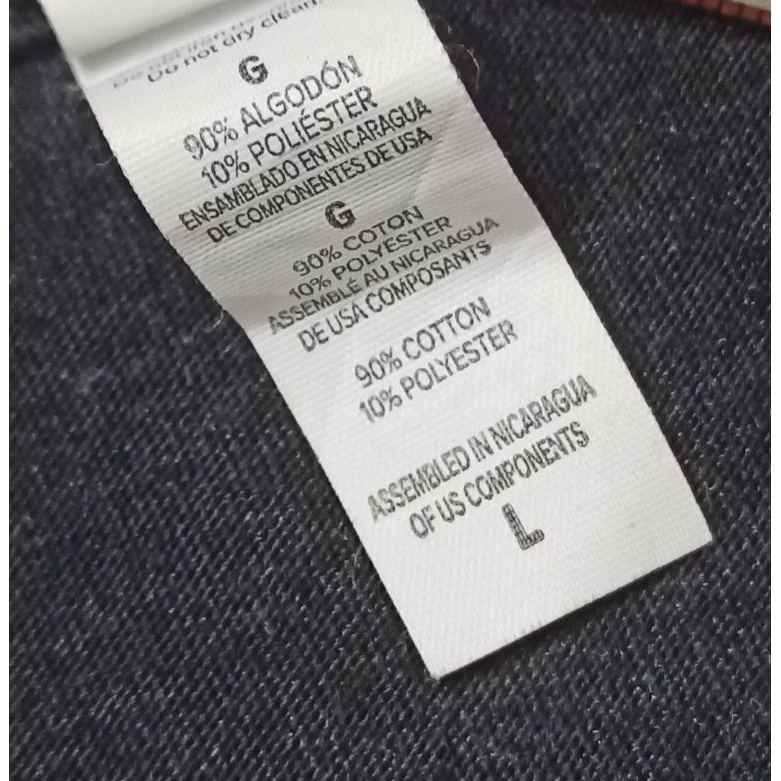 Do not dry clean.
G
90% ALGODÓN
10% POLIÉSTER
ENSAMBLADO EN NICARAGUA
DE COMPONENTES DE USA
G
90% COTON
10% POLYESTER
ASSEMBLÉ AU NICARAGUA
DE USA COMPOSANTS
90% COTTON
10% POLYESTER
ASSEMBLED IN NICARAGUA
OF US COMPONENTS
L